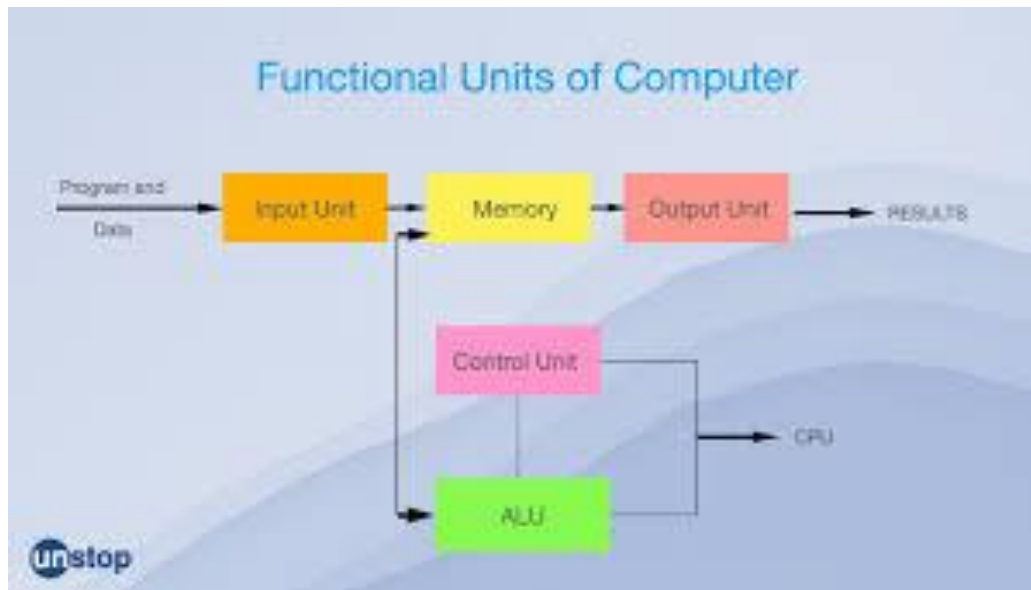 Functional Units of Computer
Program and
Data
Input Unit
Memory
Output Unit
RESULTS
Control Unit
CPU
ALU
unstop